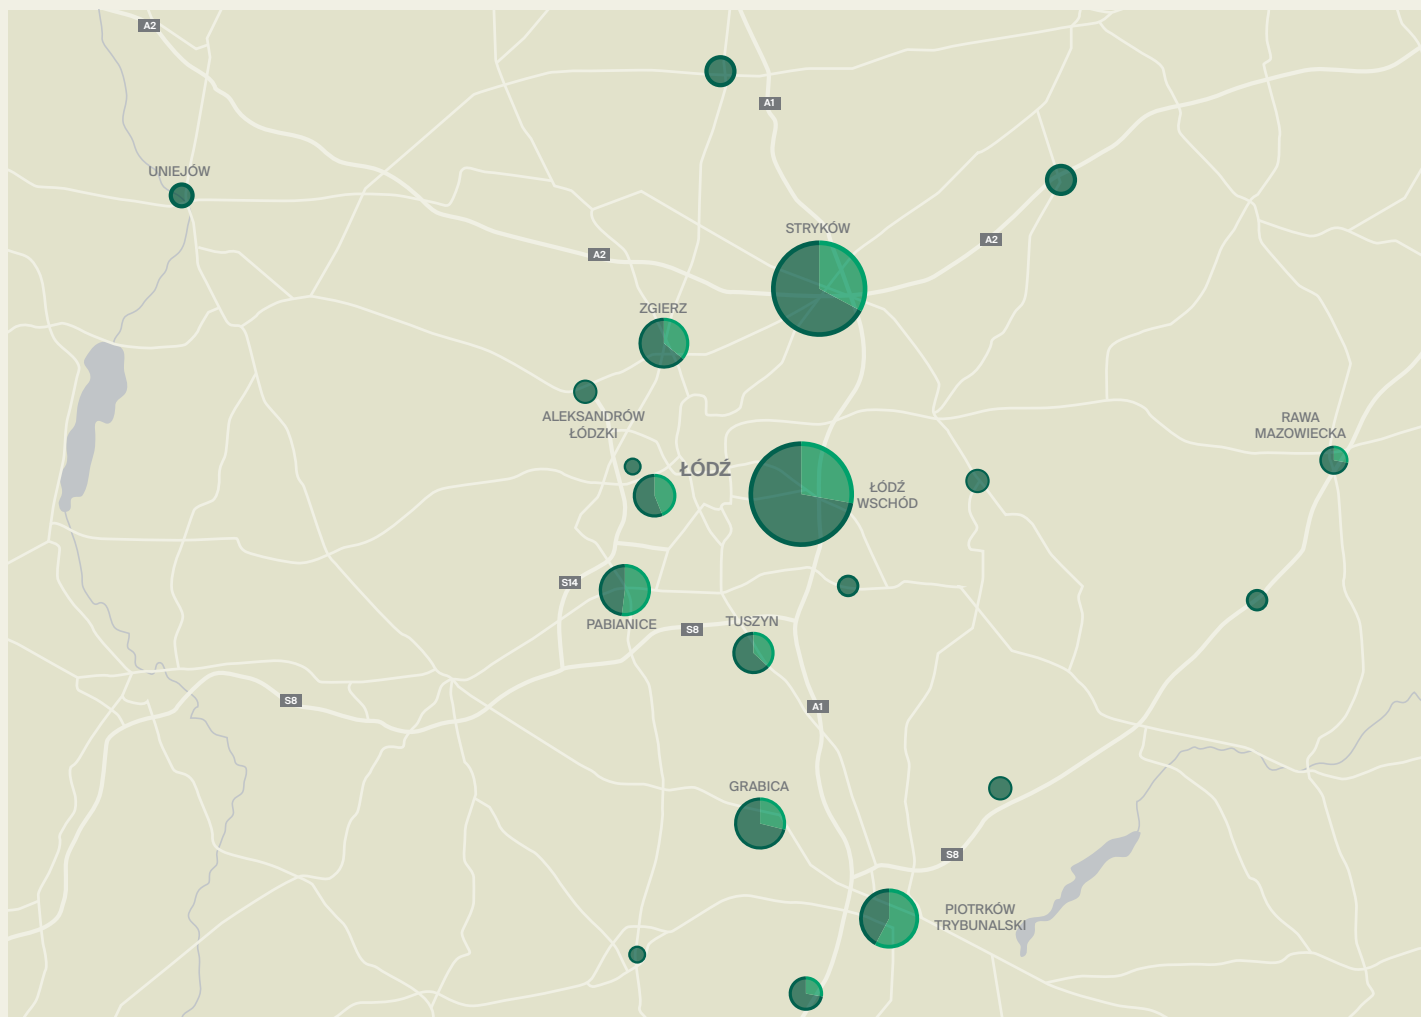 A2
A1
UNIEJÓW
STRYKÓW
A2
A2
ZGIERZ
ALEKSANDRÓW
ŁÓDZKI
RAWA
MAZOWIECKA
ŁÓDŹ
ŁÓDŹ
WSCHÓD
S14
PABIANICE
S8
TUSZYN
S8
A1
GRABICA
S8
PIOTRKÓW
TRYBUNALSKI